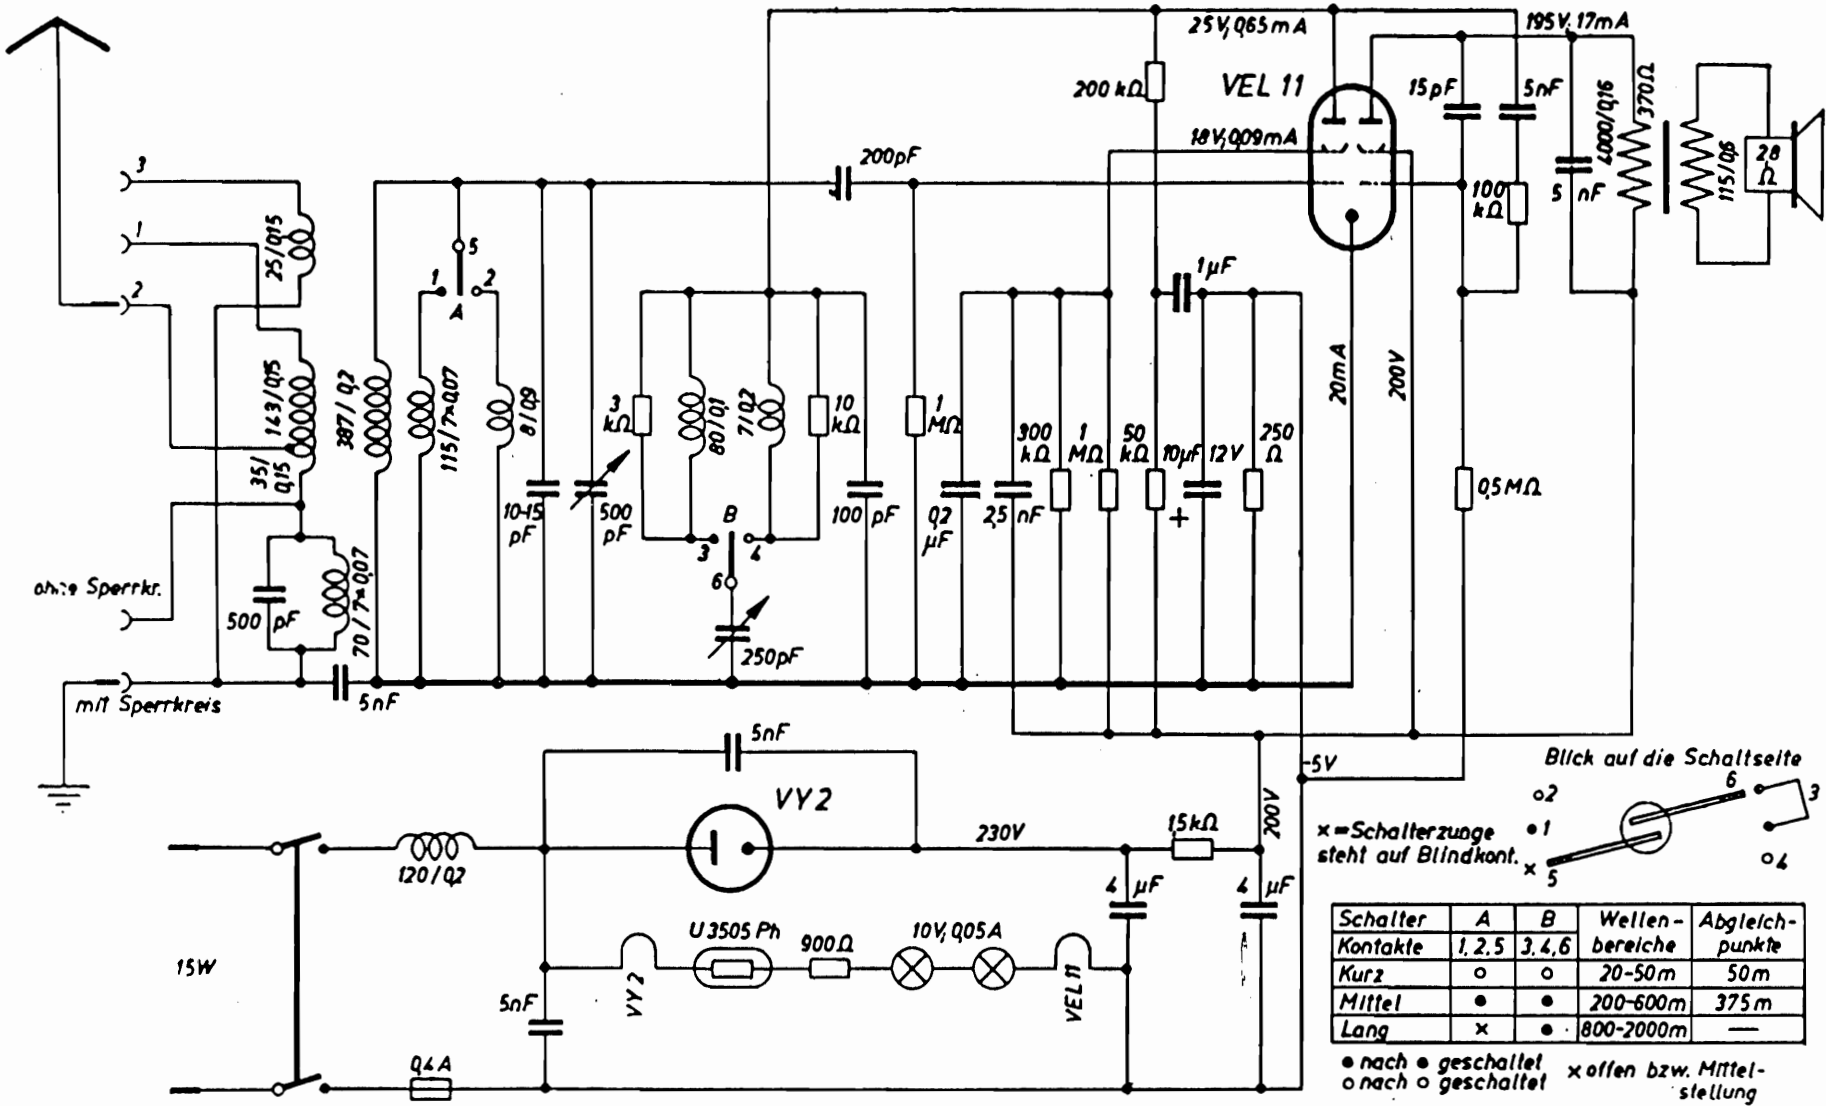 25V, 0,65mA
195V, 17mA
200 kΩ
VEL 11
15pF
5nF
4000/0,16
370Ω
115/0,6
2,8
Ω
18V, 0,09mA
200pF
5 nF
100
kΩ
3
1
2
25/0,15
5
1
2
A
1µF
143/0,15
35/
0,15
387/0,2
115/7×0,07
8/0,9
3
kΩ
80/0,1
7/0,2
10
kΩ
1
MΩ
300
kΩ
1
MΩ
50
kΩ
10µF
12V
250
Ω
20mA
200V
0,5MΩ
10-15
pF
500
pF
B
3
4
6
100 pF
0,2
µF
2,5 nF
+
250pF
ohne Sperrkr.
500 pF
70/7×0,07
mit Sperrkreis
5nF
5nF
VY2
230V
1,5kΩ
200V
-5V
120/0,2
4 µF
4 µF
U3505 Ph
900Ω
10V, 0,05A
VY2
VEL 11
15W
5nF
0,4A
Blick auf die Schaltseite
2
6
3
1
4
5
x
x=Schalterzunge
steht auf Blindkont.
Schalter A B Wellen- Abgleich-
Kontakte 1,2,5 3,4,6 bereiche punkte
Kurz o o 20-50m 50m
Mittel ● ● 200-600m 375m
Lang x ● 800-2000m —
● nach ● geschaltet
o nach o geschaltet
x offen bzw. Mittel-
stellung